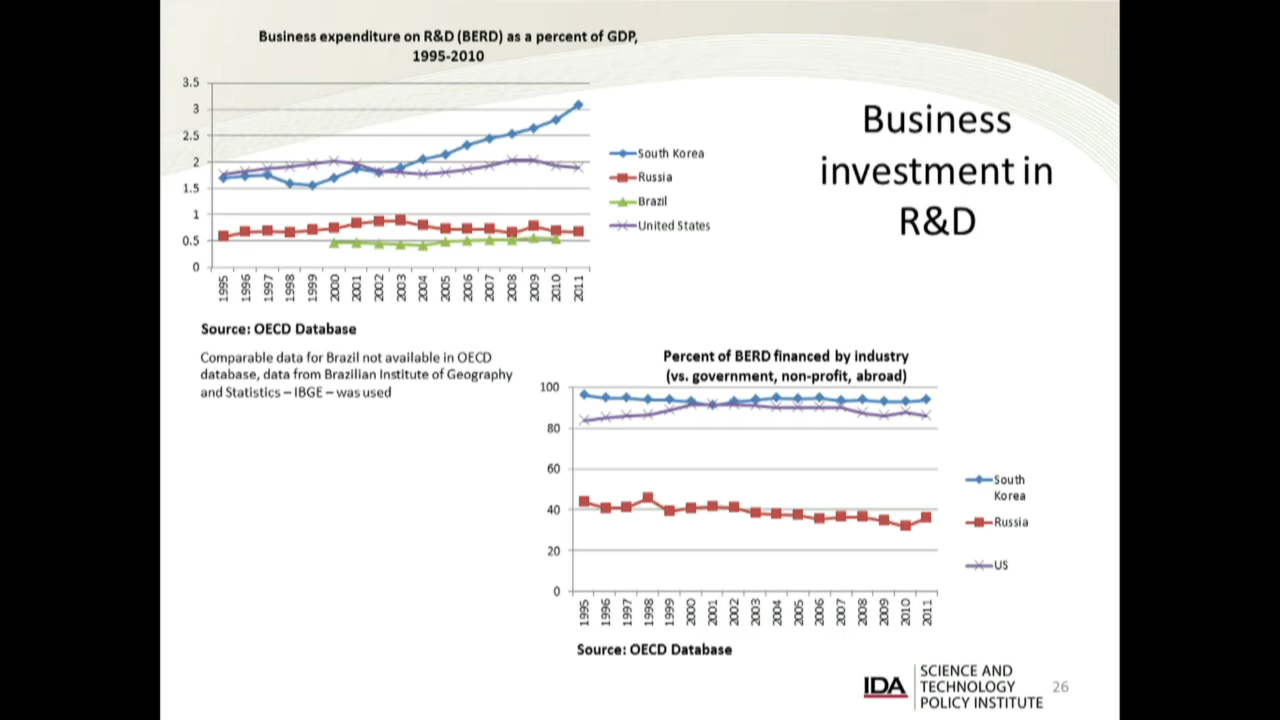 Business expenditure on R&D (BERD) as a percent of GDP,
1995-2010
3.5
3
2.5
2
1.5
1
0.5
0
1995
1996
1997
1998
1999
2000
2001
2002
2003
2004
2005
2006
2007
2008
2009
2010
2011
South Korea
Russia
Brazil
United States
Business
investment in
R&D
Source: OECD Database
Comparable data for Brazil not available in OECD
database, data from Brazilian Institute of Geography
and Statistics – IBGE – was used
Percent of BERD financed by industry
(vs. government, non-profit, abroad)
100
80
60
40
20
0
1995
1996
1997
1998
1999
2000
2001
2002
2003
2004
2005
2006
2007
2008
2009
2010
2011
South
Korea
Russia
US
Source: OECD Database
IDA
SCIENCE AND
TECHNOLOGY
POLICY INSTITUTE
26